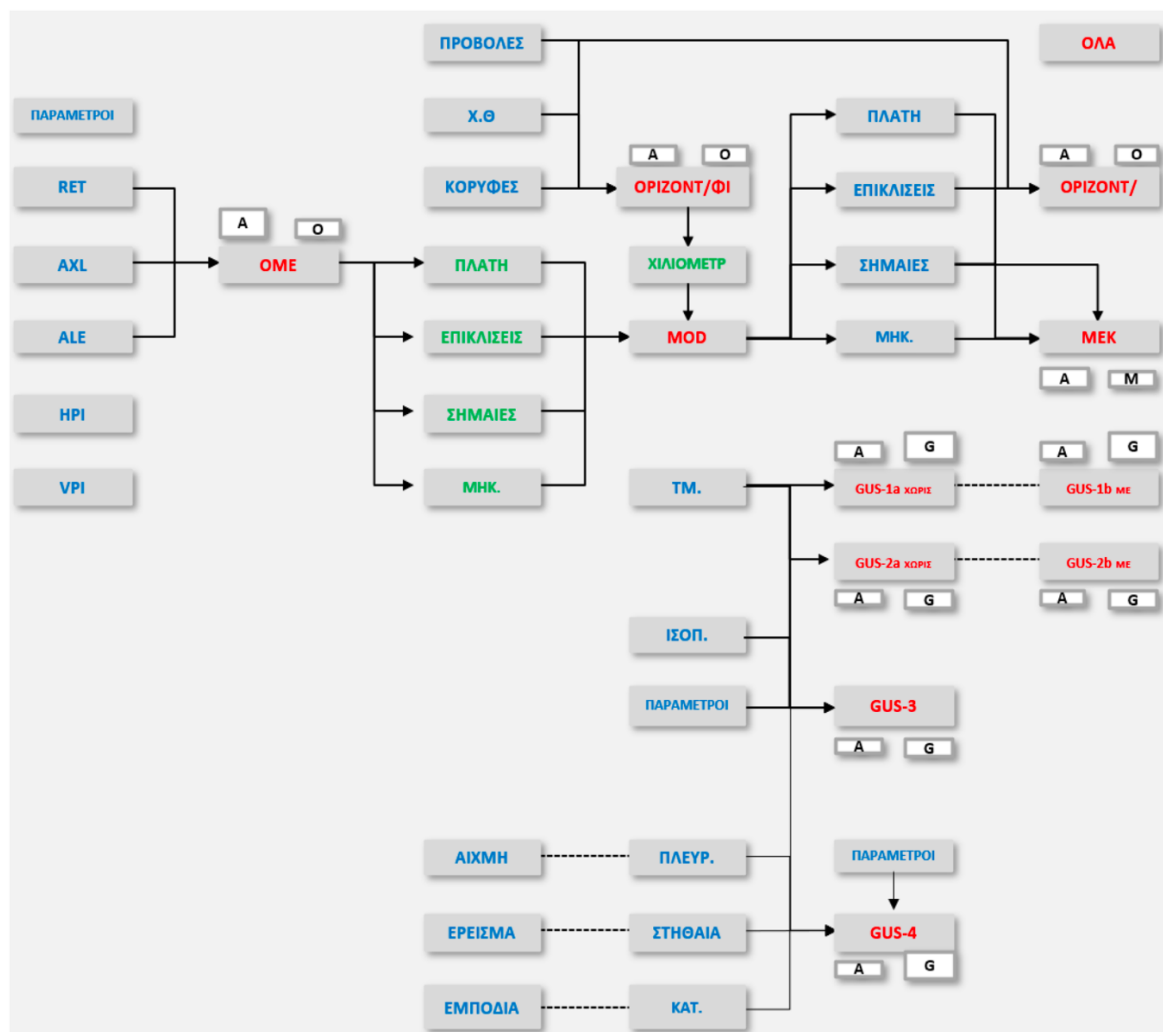 ΠΡΟΒΟΛΕΣ
ΟΛΑ
ΠΑΡΑΜΕΤΡΟΙ
Χ.Θ
ΠΛΑΤΗ
A
O
A
O
RET
ΚΟΡΥΦΕΣ
ΟΡΙΖΟΝΤ/ΦΙ
ΕΠΙΚΛΙΣΕΙΣ
ΟΡΙΖΟΝΤ/
A
O
AXL
ΟΜΕ
ΠΛΑΤΗ
ΧΙΛΙΟΜΕΤΡ
ΣΗΜΑΙΕΣ
ALE
ΕΠΙΚΛΙΣΕΙΣ
MOD
ΜΗΚ.
ΜΕΚ
A
M
HPI
ΣΗΜΑΙΕΣ
A
G
A
G
VPI
ΜΗΚ.
ΤΜ.
GUS-1a ΧΩΡΙΣ
GUS-1b ΜΕ
GUS-2a ΧΩΡΙΣ
GUS-2b ΜΕ
A
G
A
G
ΙΣΟΠ.
ΠΑΡΑΜΕΤΡΟΙ
GUS-3
A
G
ΑΙΧΜΗ
ΠΛΕΥΡ.
ΠΑΡΑΜΕΤΡΟΙ
ΕΡΕΙΣΜΑ
ΣΤΗΘΑΙΑ
GUS-4
A
G
ΕΜΠΟΔΙΑ
ΚΑΤ.